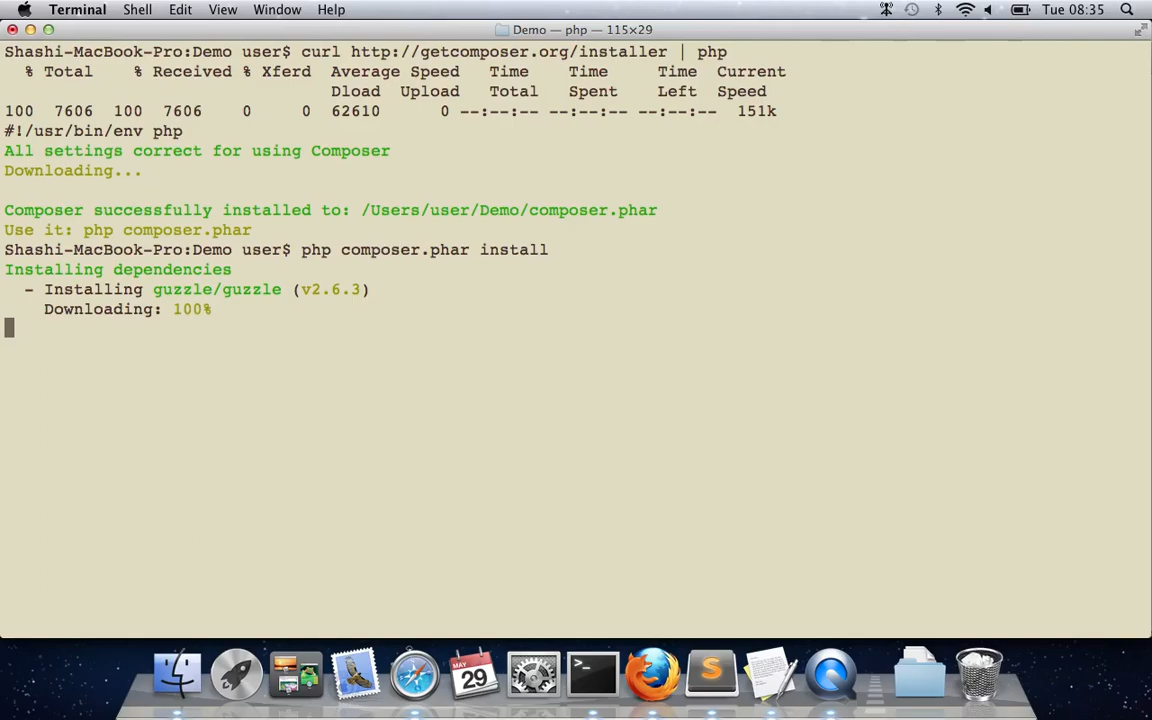 Terminal Shell Edit View Window Help Tue 08:35
Demo — php — 115×29
Shashi-MacBook-Pro:Demo user$ curl http://getcomposer.org/installer | php
% Total % Received % Xferd Average Speed Time Time Time Current
Dload Upload Total Spent Left Speed
100 7606 100 7606 0 0 62610 0 --:--:-- --:--:-- --:--:-- 151k
#!/usr/bin/env php
All settings correct for using Composer
Downloading...
Composer successfully installed to: /Users/user/Demo/composer.phar
Use it: php composer.phar
Shashi-MacBook-Pro:Demo user$ php composer.phar install
Installing dependencies
- Installing guzzle/guzzle (v2.6.3)
Downloading: 100%
MAY
29
>_
S